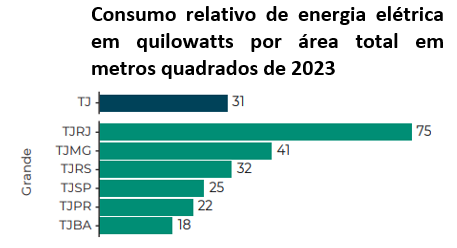 Consumo relativo de energia elétrica
em quilowatts por área total em
metros quadrados de 2023
TJ 31
Grande
TJRJ 75
TJMG 41
TJRS 32
TJSP 25
TJPR 22
TJBA 18